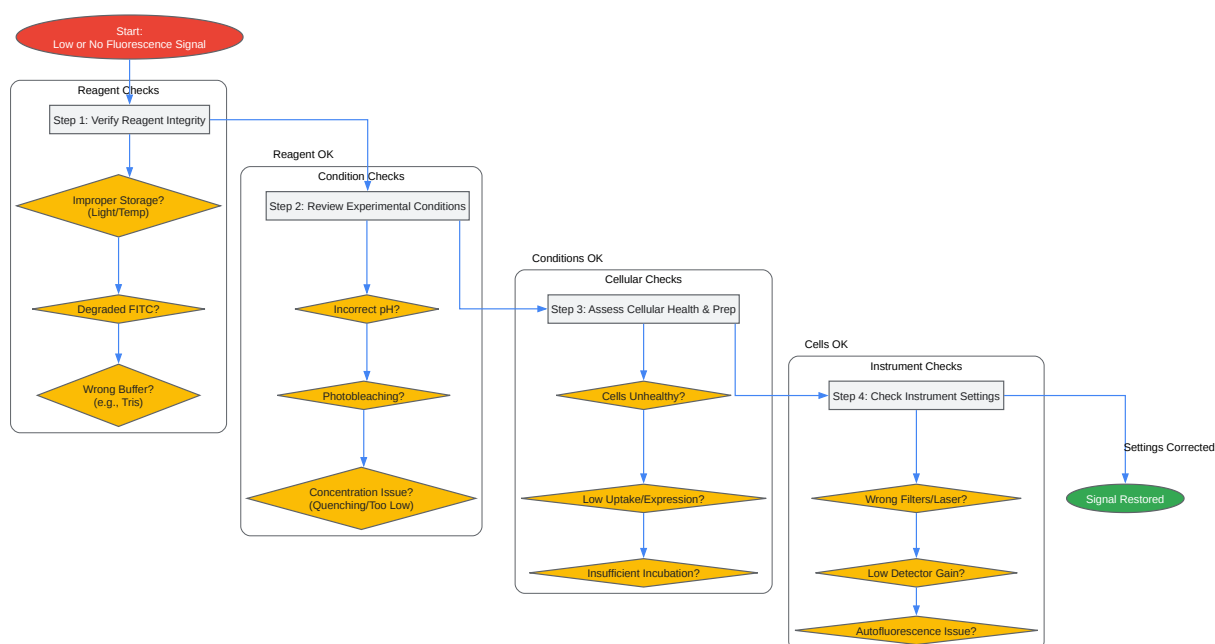 Start:
Low or No Fluorescence Signal
Reagent Checks
Step 1: Verify Reagent Integrity
Improper Storage?
(Light/Temp)
Degraded FITC?
Wrong Buffer?
(e.g., Tris)
Reagent OK
Condition Checks
Step 2: Review Experimental Conditions
Incorrect pH?
Photobleaching?
Concentration Issue?
(Quenching/Too Low)
Conditions OK
Cellular Checks
Step 3: Assess Cellular Health & Prep
Cells Unhealthy?
Low Uptake/Expression?
Insufficient Incubation?
Cells OK
Instrument Checks
Step 4: Check Instrument Settings
Wrong Filters/Laser?
Low Detector Gain?
Autofluorescence Issue?
Settings Corrected
Signal Restored